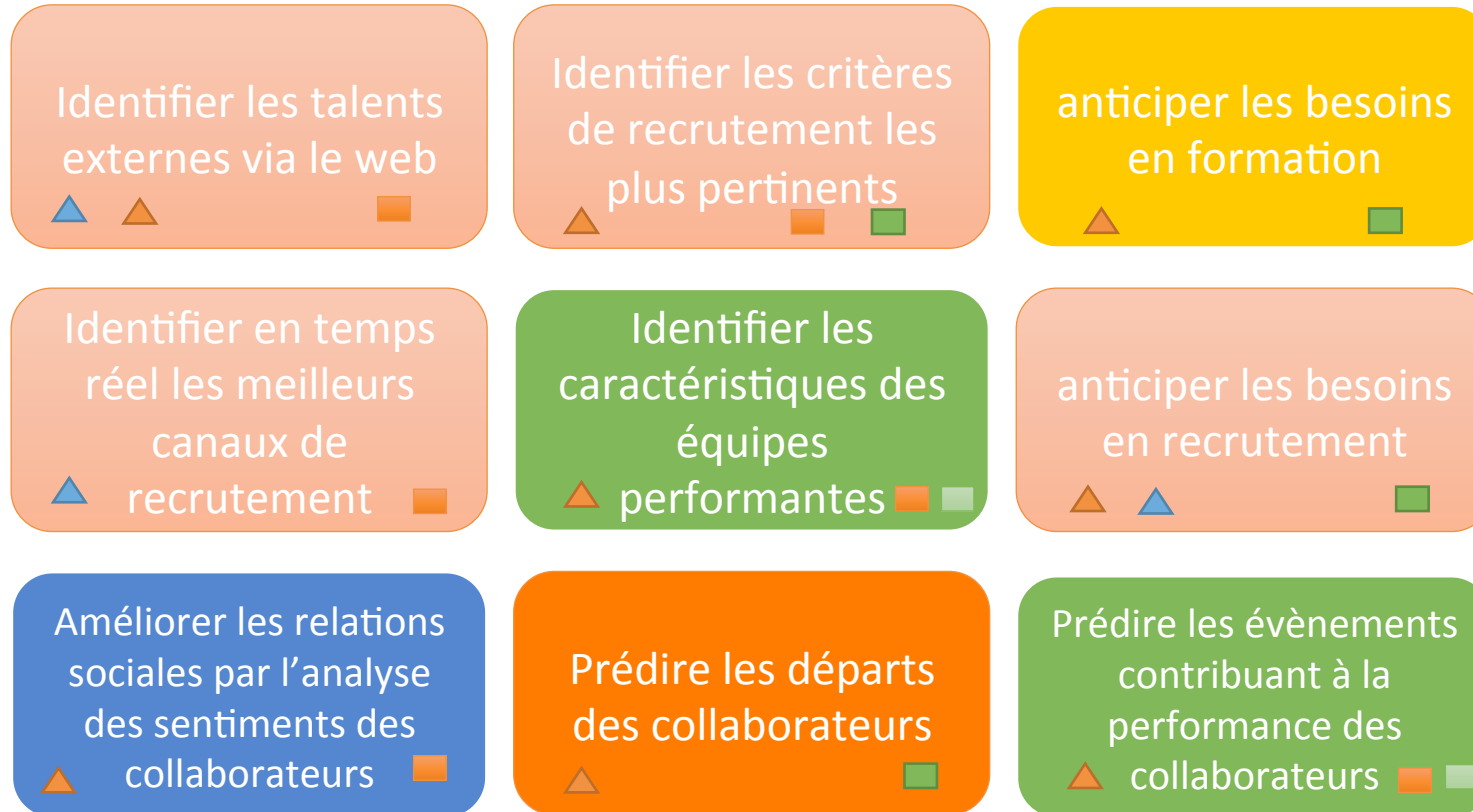 Identifier les talents
externes via le web
Identifier les critères
de recrutement les
plus pertinents
anticiper les besoins
en formation
Identifier en temps
réel les meilleurs
canaux de
recrutement
Identifier les
caractéristiques des
équipes
performantes
anticiper les besoins
en recrutement
Améliorer les relations
sociales par l’analyse
des sentiments des
collaborateurs
Prédire les départs
des collaborateurs
Prédire les évènements
contribuant à la
performance des
collaborateurs